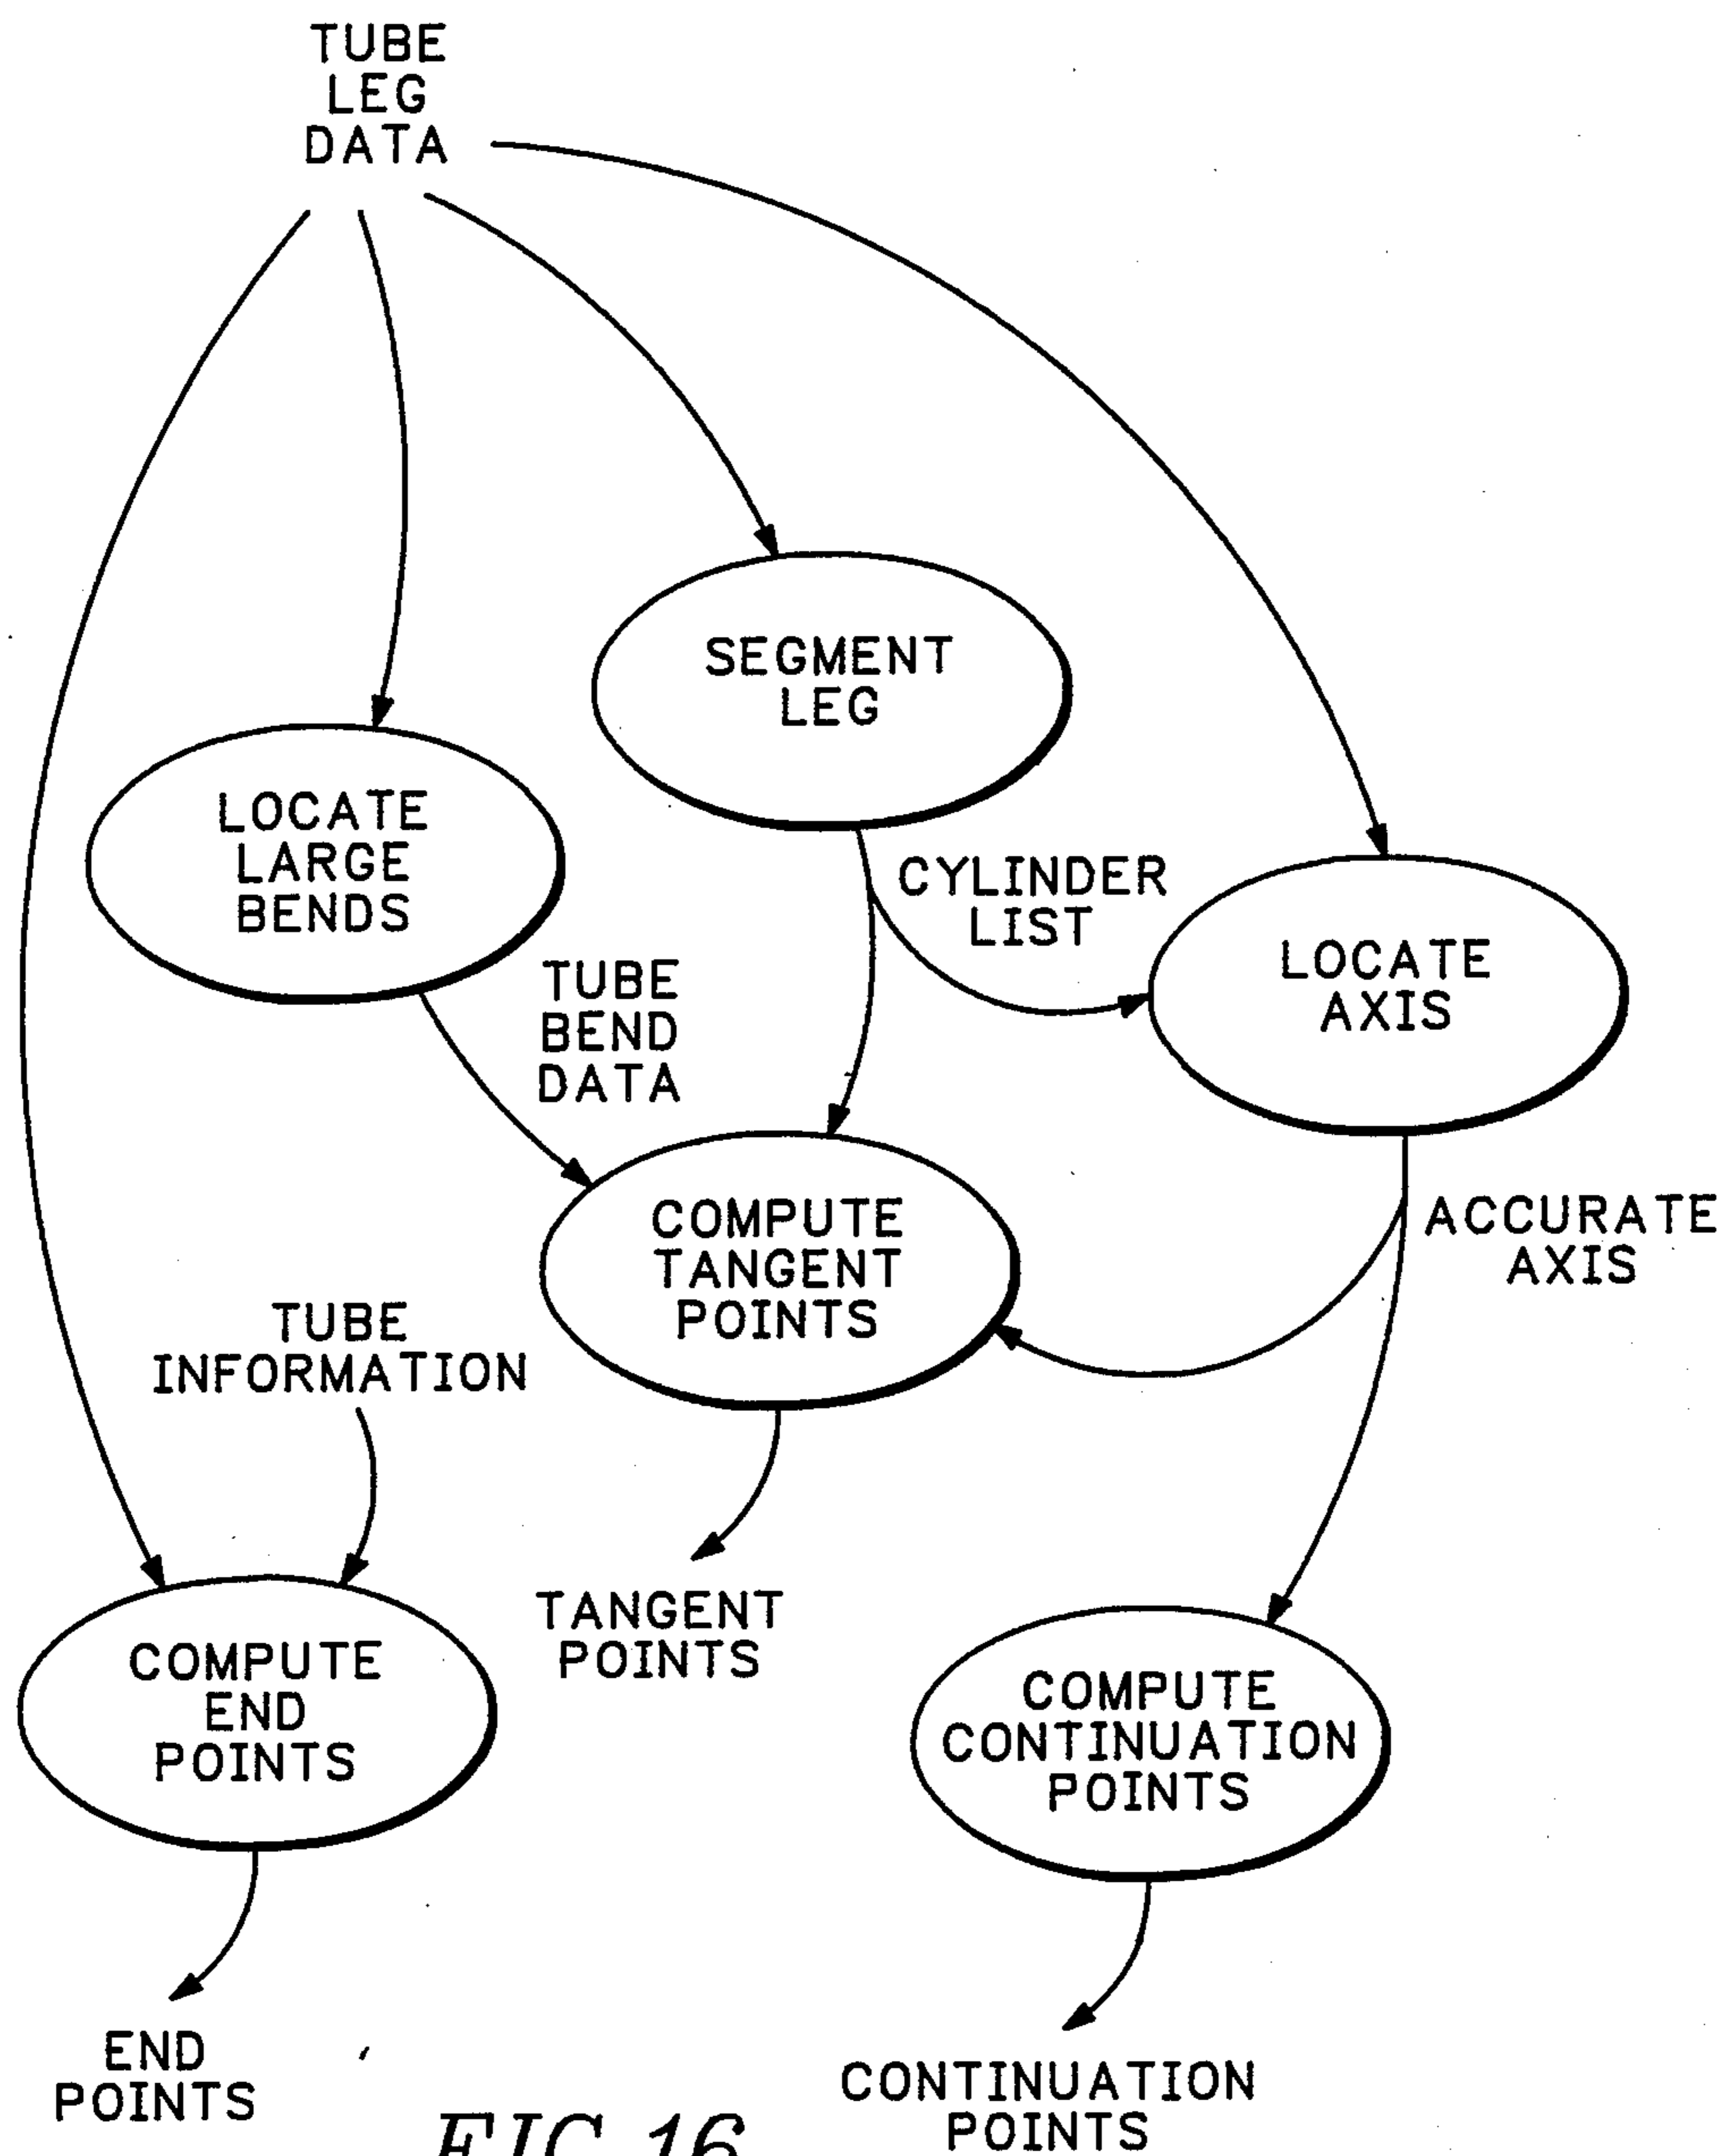 TUBE
LEG
DATA
SEGMENT
LEG
LOCATE
LARGE
BENDS
CYLINDER
LIST
LOCATE
AXIS
TUBE
BEND
DATA
COMPUTE
TANGENT
POINTS
ACCURATE
AXIS
TUBE
INFORMATION
TANGENT
POINTS
COMPUTE
END
POINTS
COMPUTE
CONTINUATION
POINTS
END
POINTS
CONTINUATION
POINTS
FIG. 16